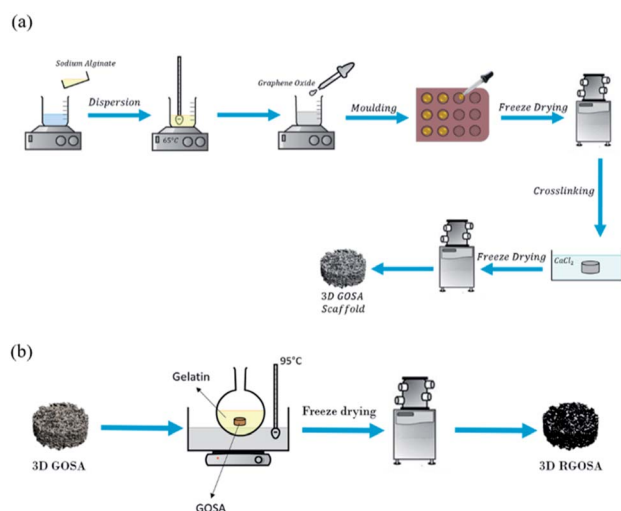 (a)
Sodium Alginate
Dispersion
65°C
Graphene Oxide
Moulding
Freeze Drying
Crosslinking
CaCl₂
Freeze Drying
3D GOSA
Scaffold
(b)
Gelatin
95°C
Freeze drying
3D GOSA
GOSA
3D RGOSA